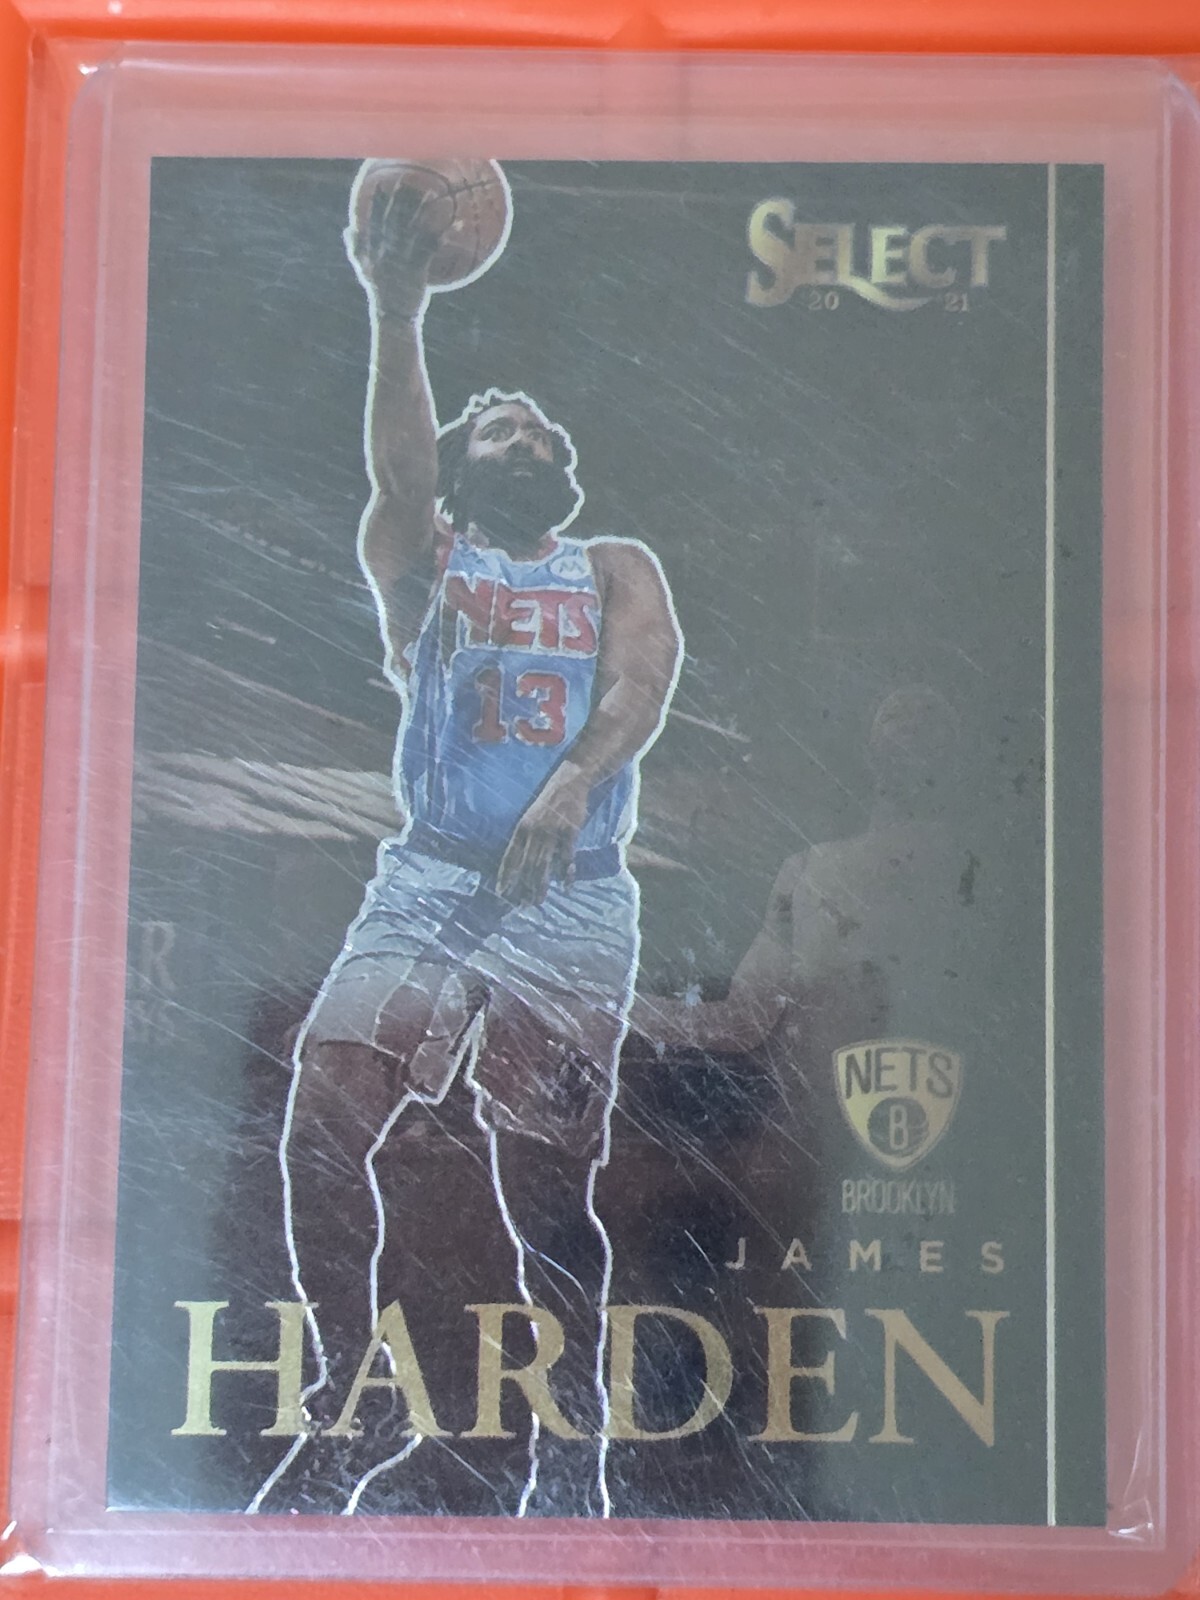 SELECT
20 21
NETS
13
R
NETS
B
BROOKLYN
JAMES
HARDEN